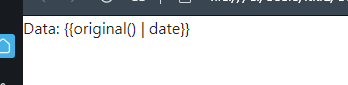 Data: {{original() | date}}